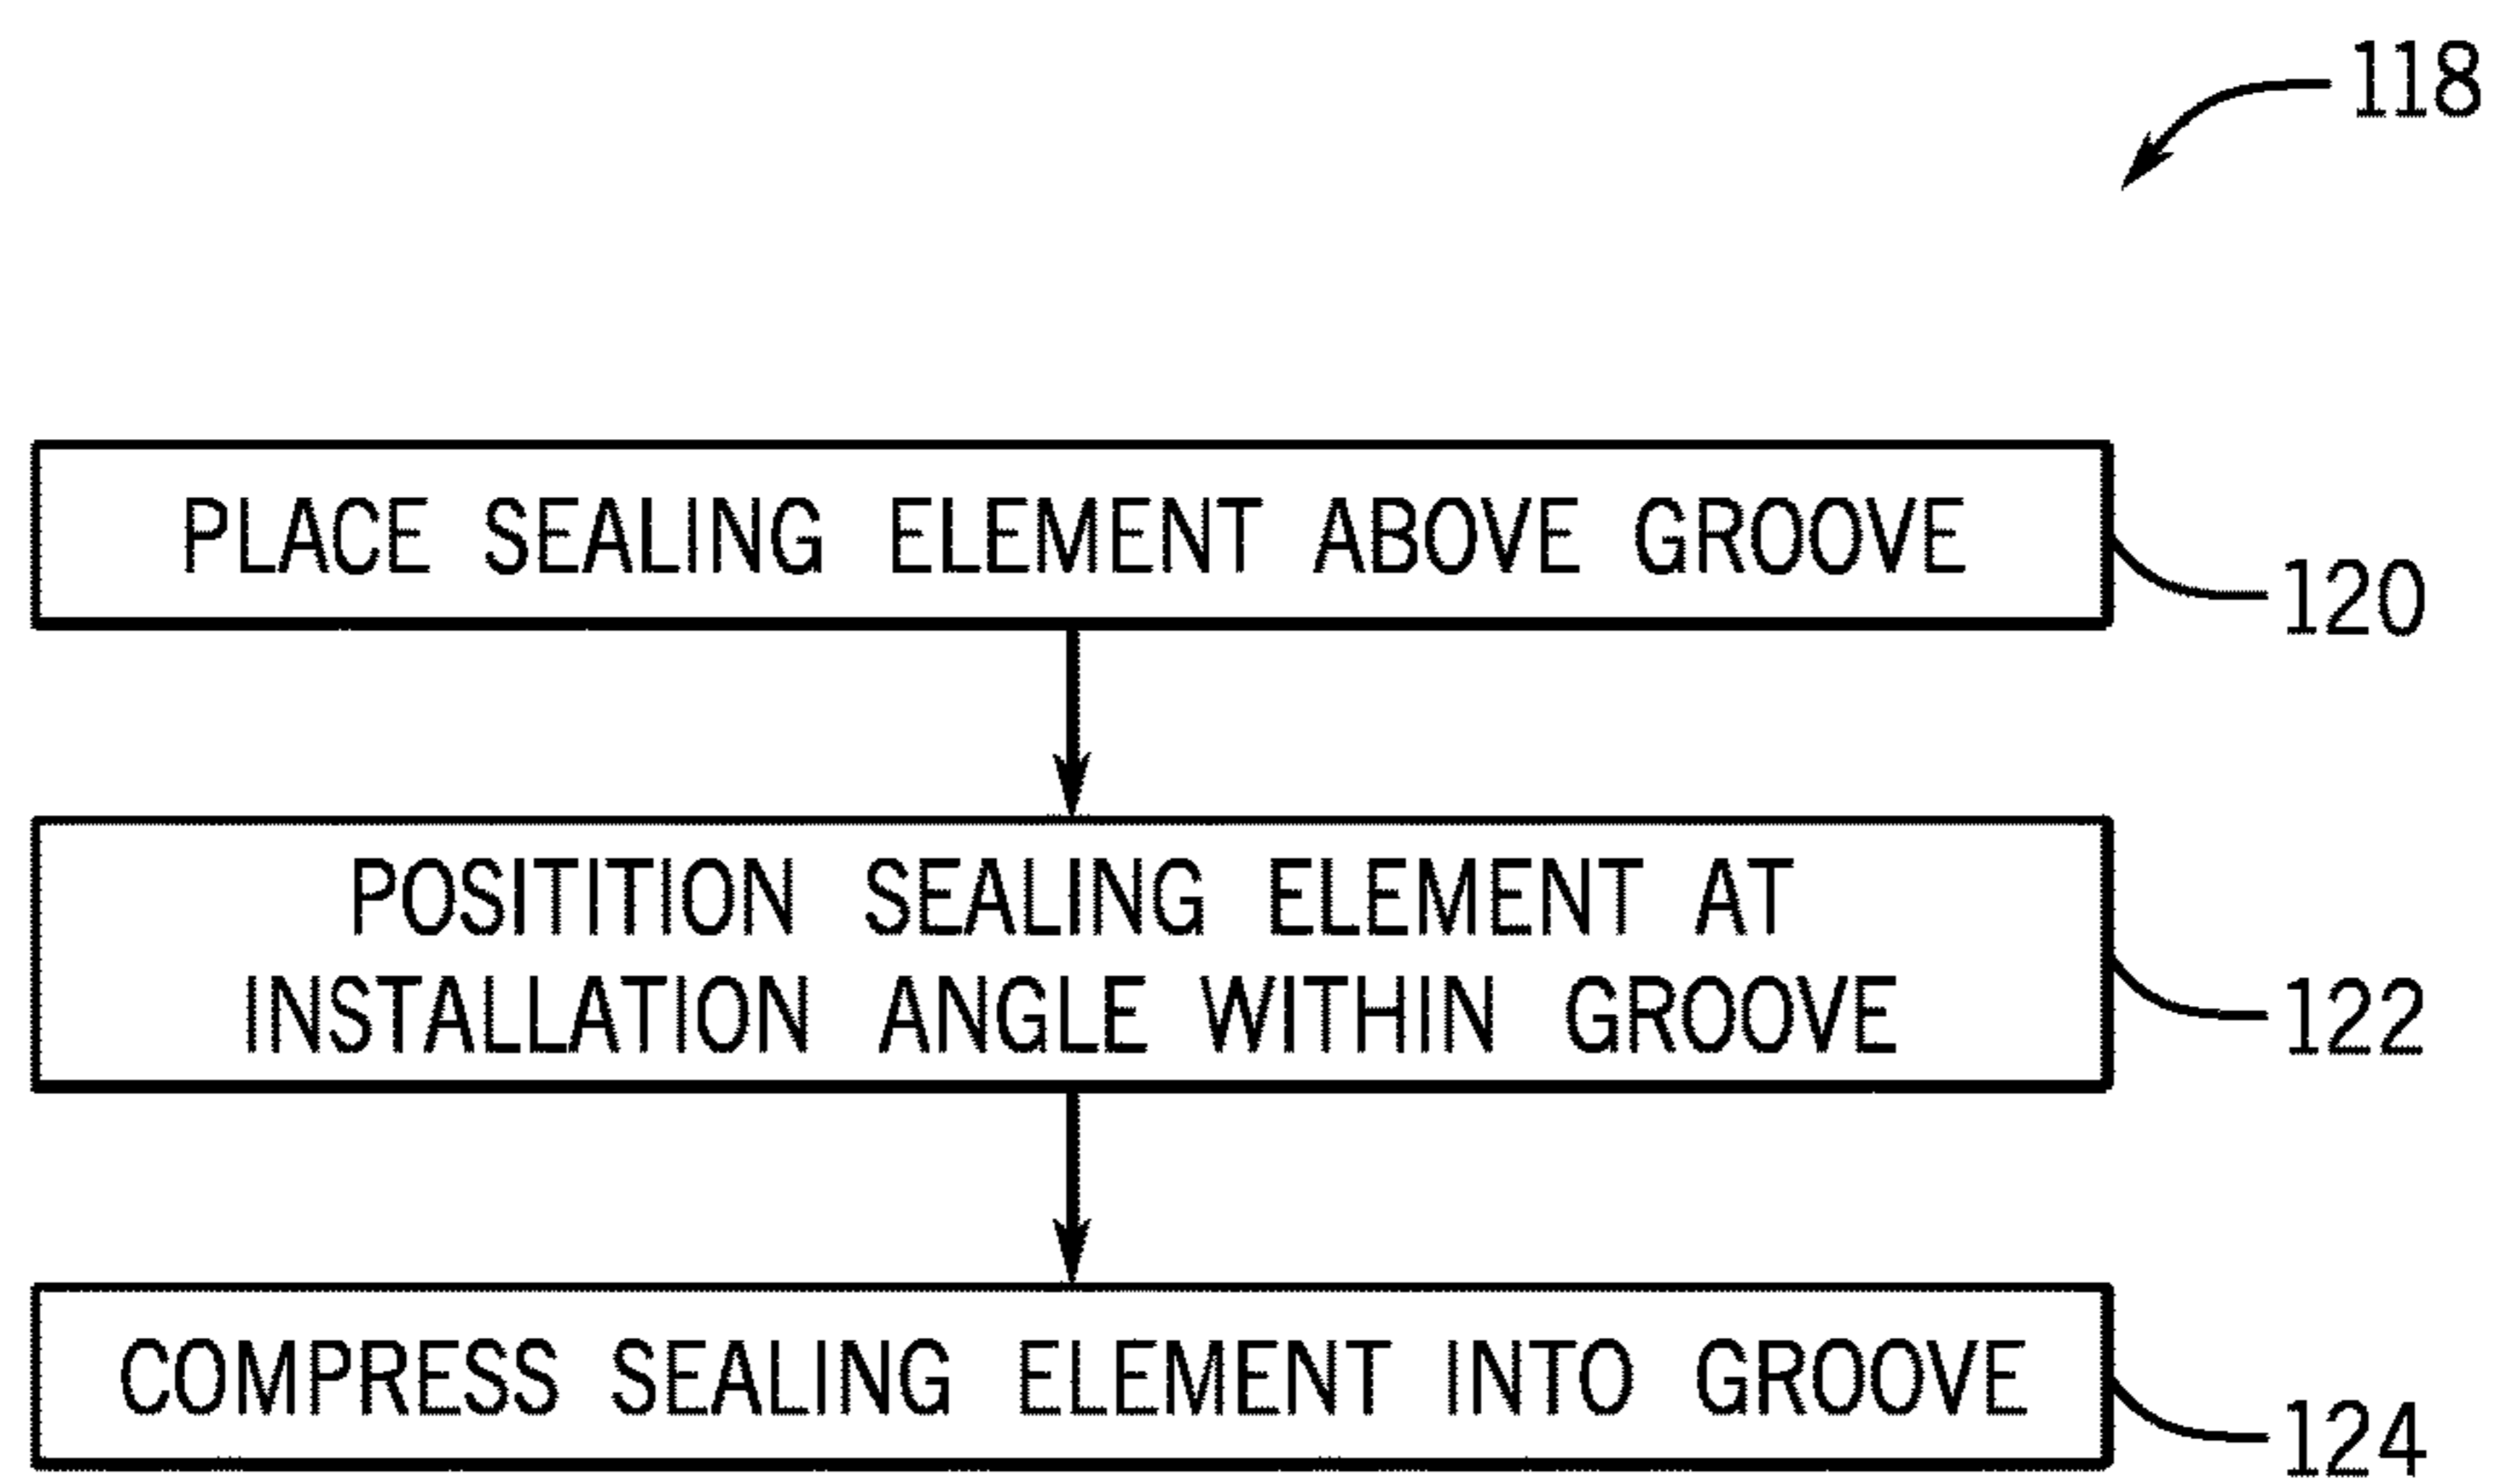 118
PLACE SEALING ELEMENT ABOVE GROOVE
120
POSITITION SEALING ELEMENT AT
INSTALLATION ANGLE WITHIN GROOVE
122
COMPRESS SEALING ELEMENT INTO GROOVE
124